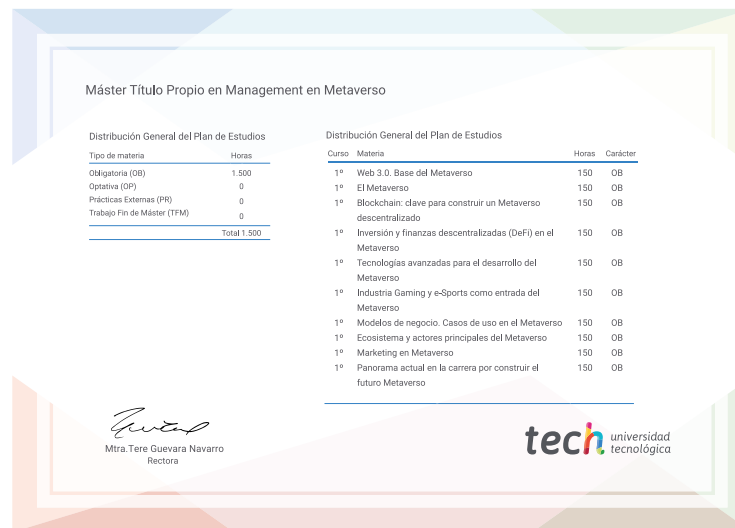 Máster Título Propio en Management en Metaverso
Distribución General del Plan de Estudios
Tipo de materia Horas
Obligatoria (OB) 1.500
Optativa (OP) 0
Prácticas Externas (PR) 0
Trabajo Fin de Máster (TFM) 0
Total 1.500
Distribución General del Plan de Estudios
Curso Materia Horas Carácter
1º Web 3.0. Base del Metaverso 150 OB
1º El Metaverso 150 OB
1º Blockchain: clave para construir un Metaverso 150 OB
descentralizado
1º Inversión y finanzas descentralizadas (DeFi) en el 150 OB
Metaverso
1º Tecnologías avanzadas para el desarrollo del 150 OB
Metaverso
1º Industria Gaming y e-Sports como entrada del 150 OB
Metaverso
1º Modelos de negocio. Casos de uso en el Metaverso 150 OB
1º Ecosistema y actores principales del Metaverso 150 OB
1º Marketing en Metaverso 150 OB
1º Panorama actual en la carrera por construir el 150 OB
futuro Metaverso
Mtra.Tere Guevara Navarro
Rectora
tech universidad
tecnológica